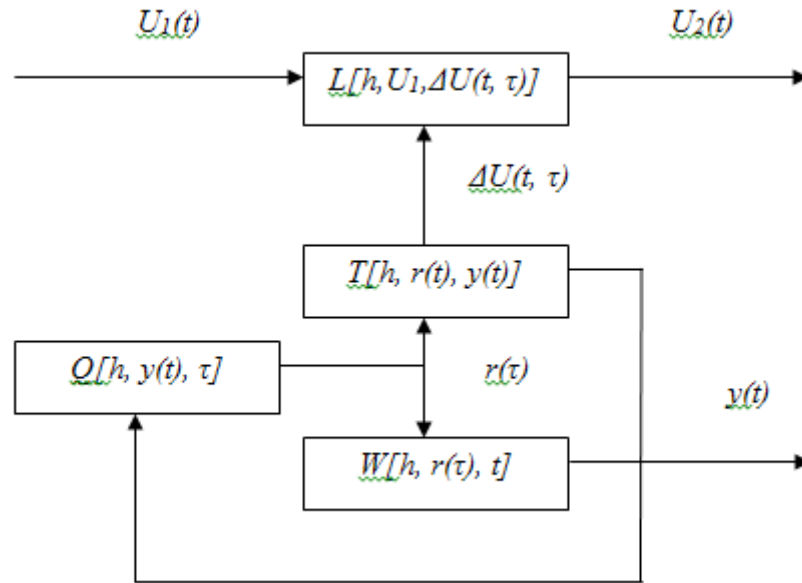 U1(t)
U2(t)
L[h,U1,ΔU(t, τ)]
ΔU(t, τ)
T[h, r(t), y(t)]
Q[h, y(t), τ]
r(τ)
y(t)
W[h, r(τ), t]